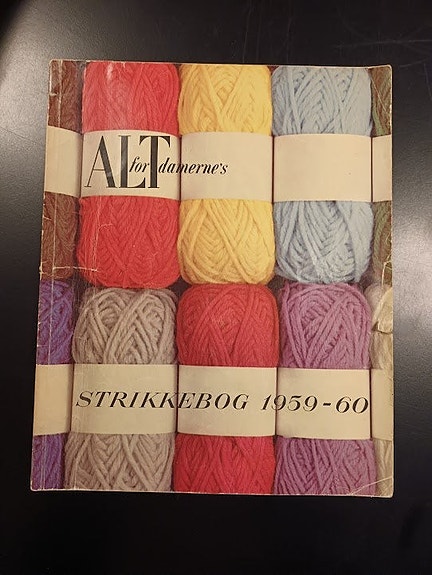 ALT for damerne's
STRIKKEBOG 1959-60